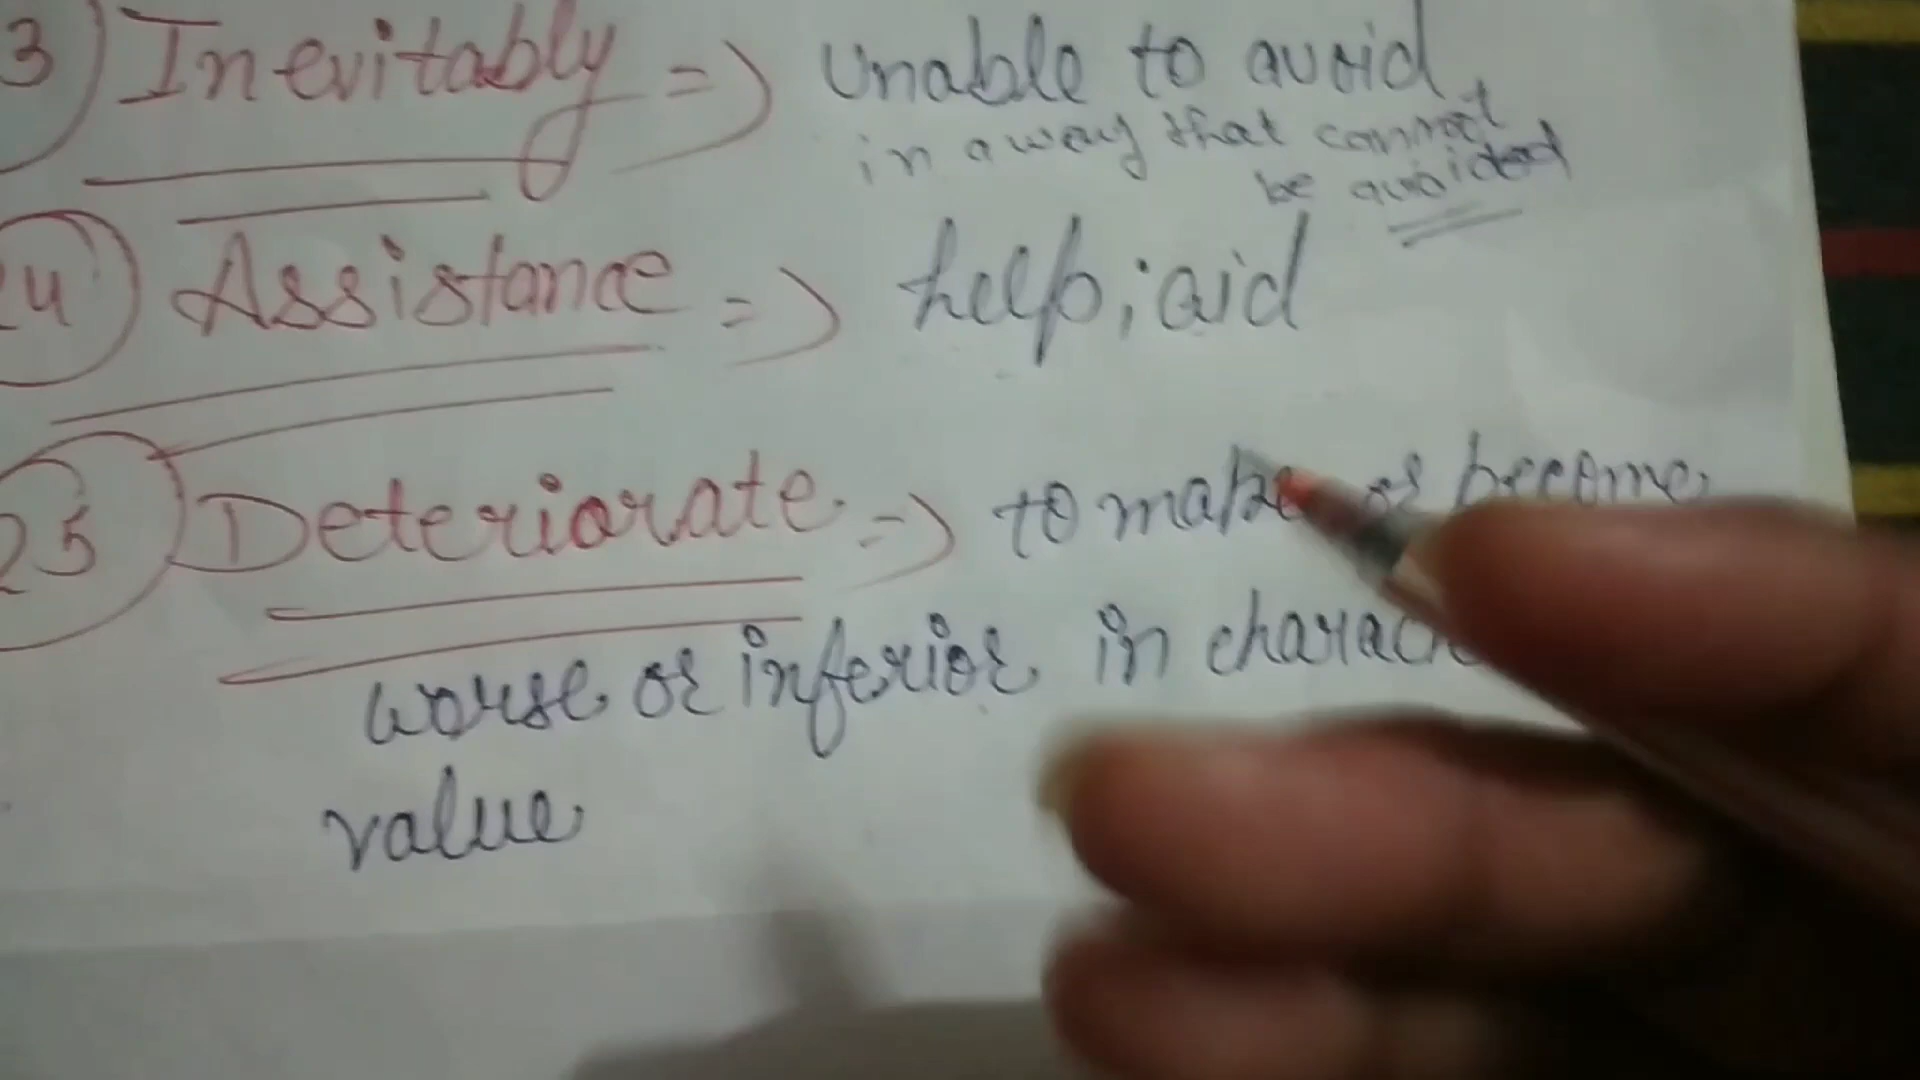 3) Inevitably => Unable to avoid
in a way that cannot
be avoided
24) Assistance => help; aid
25 Deteriorate => to make or become
worse or inferior in
value